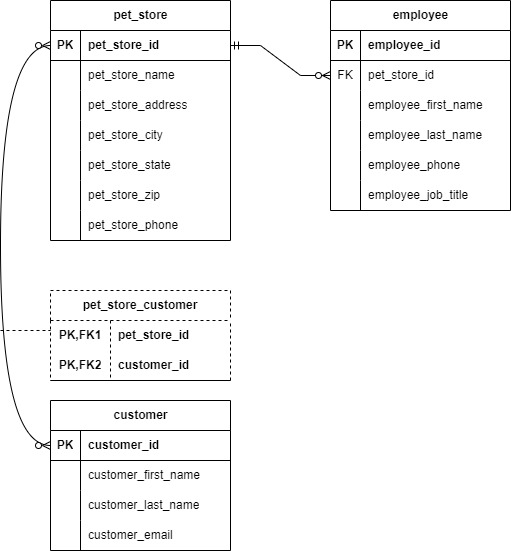 pet_store
PK pet_store_id
pet_store_name
pet_store_address
pet_store_city
pet_store_state
pet_store_zip
pet_store_phone
employee
PK employee_id
FK pet_store_id
employee_first_name
employee_last_name
employee_phone
employee_job_title
pet_store_customer
PK,FK1 pet_store_id
PK,FK2 customer_id
customer
PK customer_id
customer_first_name
customer_last_name
customer_email